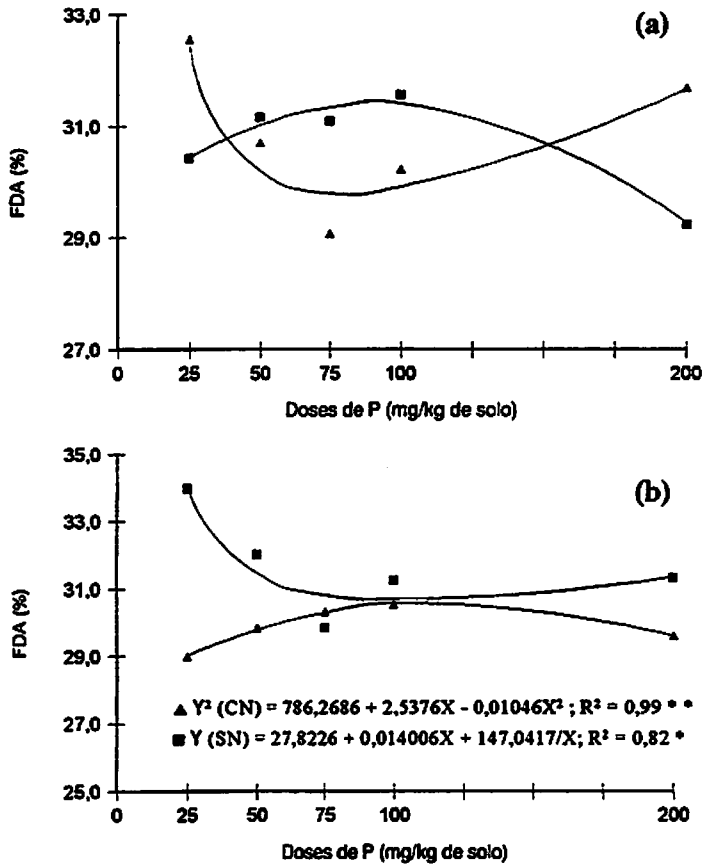 33,0
(a)
31,0
FDA (%)
29,0
27,0
0 25 50 75 100 200
Doses de P (mg/kg de solo)
35,0
(b)
33,0
31,0
FDA (%)
29,0
▲ Y² (CN) = 786,2686 + 2,5376X - 0,01046X² ; R² = 0,99 * *
■ Y (SN) = 27,8226 + 0,014006X + 147,0417/X; R² = 0,82 *
27,0
25,0
0 25 50 75 100 200
Doses de P (mg/kg de solo)